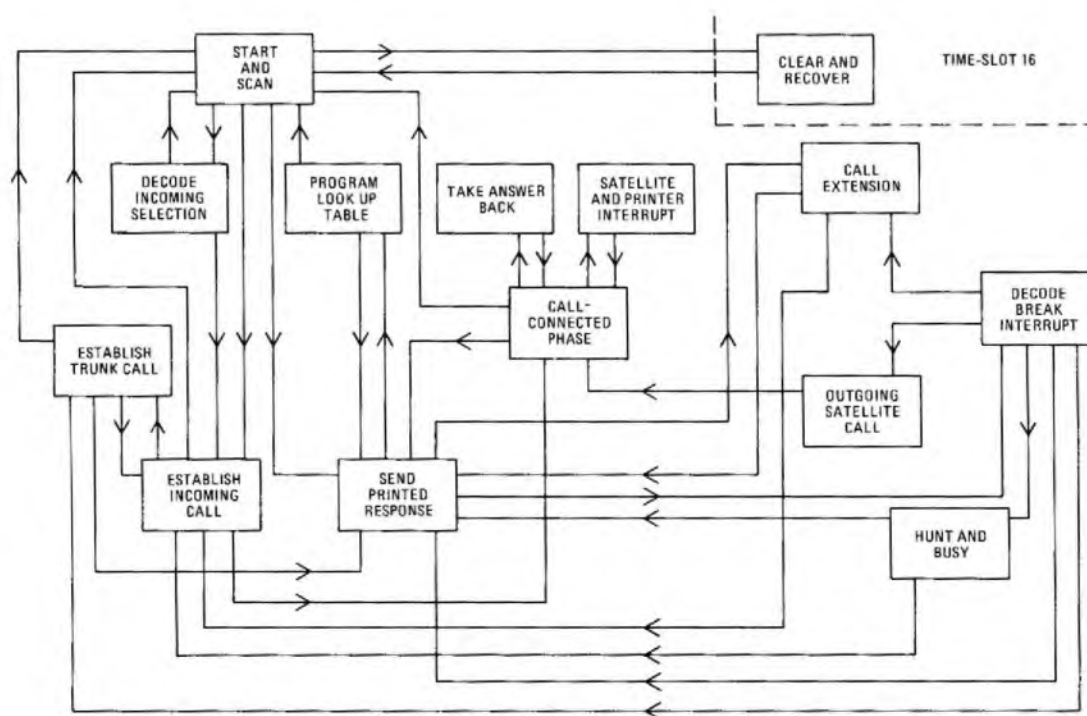 START
AND
SCAN
CLEAR AND
RECOVER
TIME-SLOT 16
DECODE
INCOMING
SELECTION
PROGRAM
LOOK UP
TABLE
TAKE ANSWER
BACK
SATELLITE
AND PRINTER
INTERRUPT
CALL
EXTENSION
CALL-
CONNECTED
PHASE
DECODE
BREAK
INTERRUPT
ESTABLISH
TRUNK CALL
OUTGOING
SATELLITE
CALL
ESTABLISH
INCOMING
CALL
SEND
PRINTED
RESPONSE
HUNT AND
BUSY